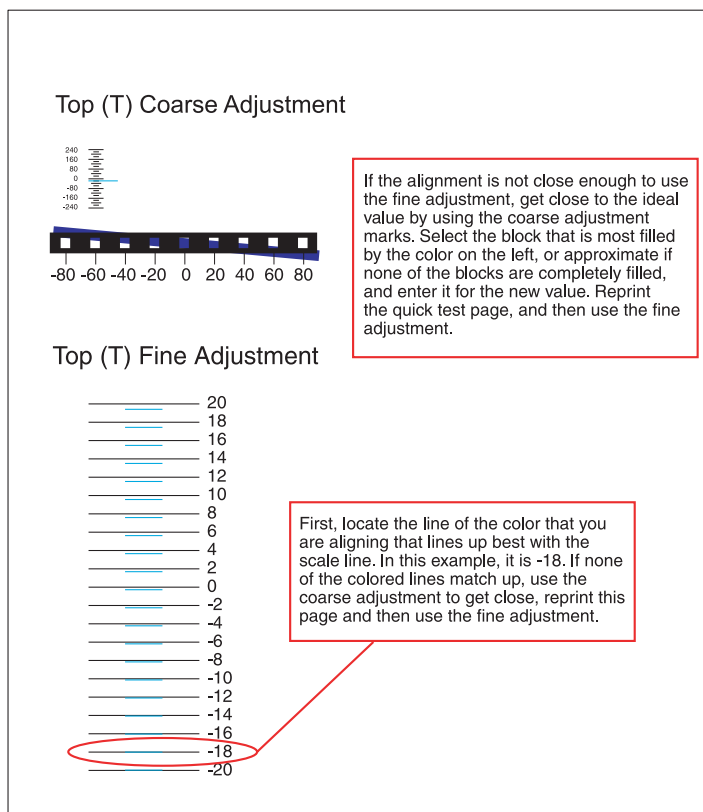 Top (T) Coarse Adjustment
240
160
80
0
-80
-160
-240
-80 -60 -40 -20 0 20 40 60 80
If the alignment is not close enough to use
the fine adjustment, get close to the ideal
value by using the coarse adjustment
marks. Select the block that is most filled
by the color on the left, or approximate if
none of the blocks are completely filled,
and enter it for the new value. Reprint
the quick test page, and then use the fine
adjustment.
Top (T) Fine Adjustment
20
18
16
14
12
10
8
6
4
2
0
-2
-4
-6
-8
-10
-12
-14
-16
-18
-20
First, locate the line of the color that you
are aligning that lines up best with the
scale line. In this example, it is -18. If none
of the colored lines match up, use the
coarse adjustment to get close, reprint this
page and then use the fine adjustment.